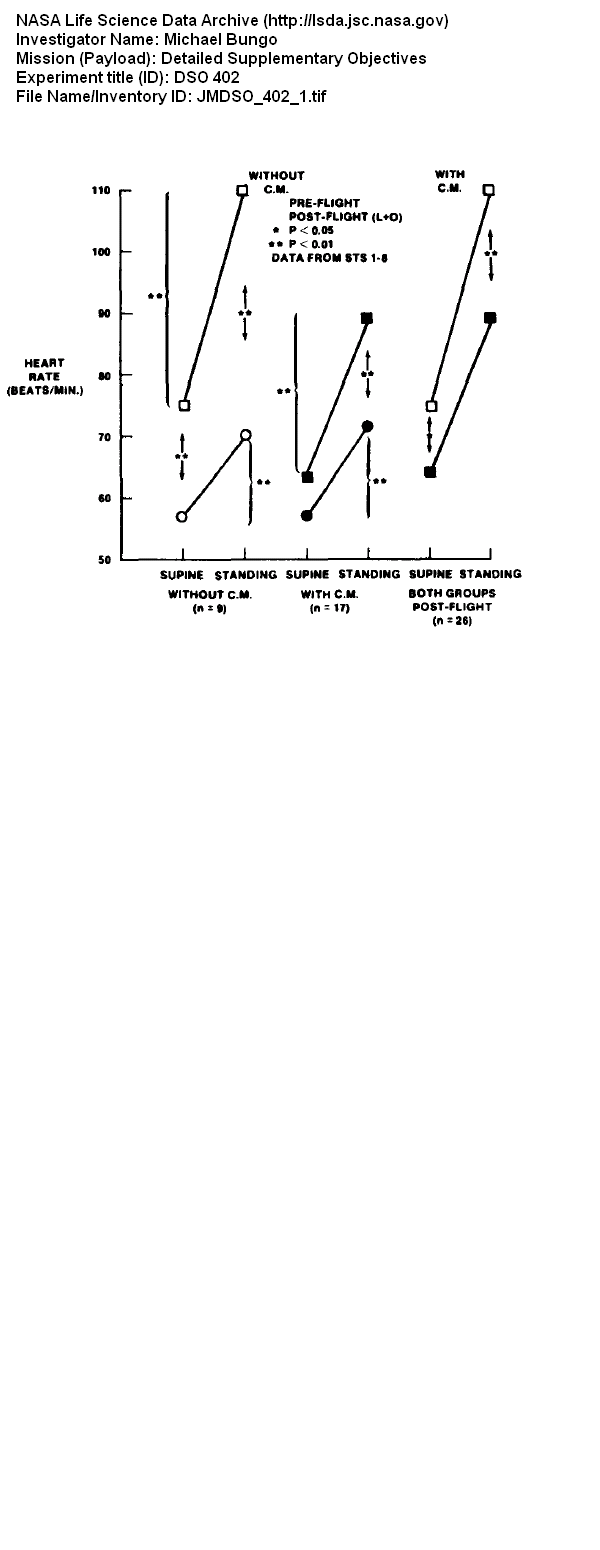 NASA Life Science Data Archive (http://lsda.jsc.nasa.gov)
Investigator Name: Michael Bungo
Mission (Payload): Detailed Supplementary Objectives
Experiment title (ID): DSO 402
File Name/Inventory ID: JMDSO_402_1.tif
WITHOUT
C.M.
WITH
C.M.
PRE-FLIGHT
POST-FLIGHT (L+O)
* P < 0.05
** P < 0.01
DATA FROM STS 1-8
110
100
90
80
70
60
50
HEART
RATE
(BEATS/MIN.)
**
**
**
**
**
**
**
**
SUPINE STANDING SUPINE STANDING SUPINE STANDING
WITHOUT C.M.
(n = 9)
WITH C.M.
(n = 17)
BOTH GROUPS
POST-FLIGHT
(n = 26)